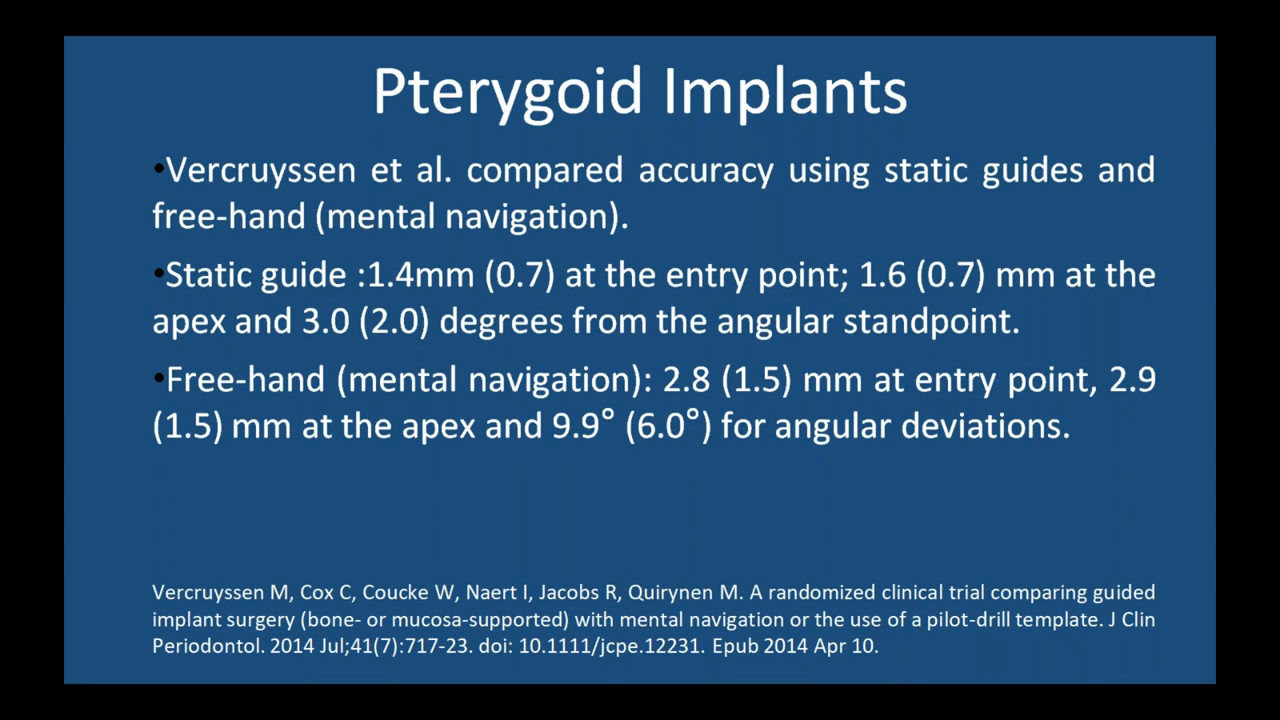 Pterygoid Implants
•Vercruyssen et al. compared accuracy using static guides and
free-hand (mental navigation).
•Static guide :1.4mm (0.7) at the entry point; 1.6 (0.7) mm at the
apex and 3.0 (2.0) degrees from the angular standpoint.
•Free-hand (mental navigation): 2.8 (1.5) mm at entry point, 2.9
(1.5) mm at the apex and 9.9° (6.0°) for angular deviations.
Vercruyssen M, Cox C, Coucke W, Naert I, Jacobs R, Quirynen M. A randomized clinical trial comparing guided
implant surgery (bone- or mucosa-supported) with mental navigation or the use of a pilot-drill template. J Clin
Periodontol. 2014 Jul;41(7):717-23. doi: 10.1111/jcpe.12231. Epub 2014 Apr 10.